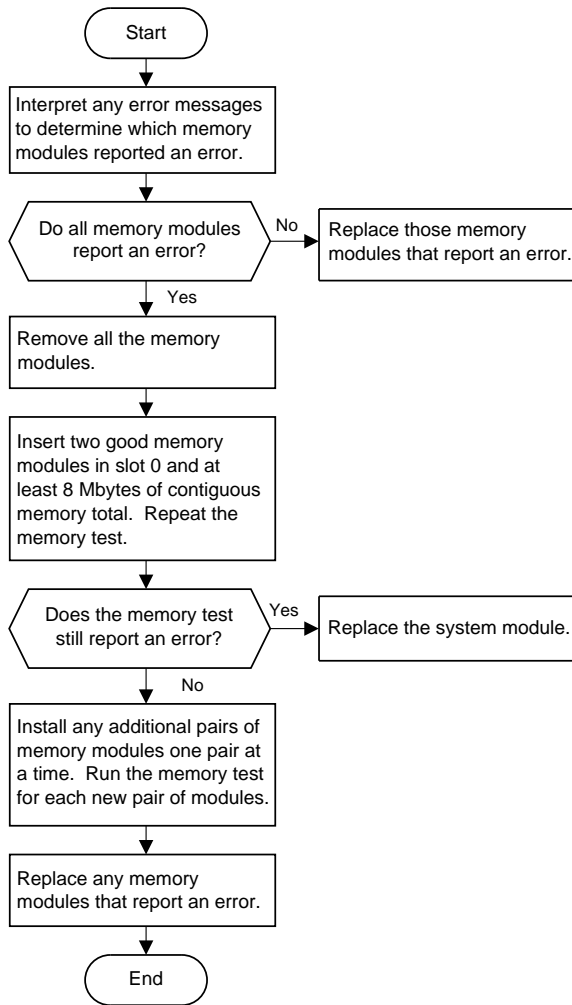 Start
Interpret any error messages
to determine which memory
modules reported an error.
Do all memory modules
report an error?
No
Replace those memory
modules that report an error.
Yes
Remove all the memory
modules.
Insert two good memory
modules in slot 0 and at
least 8 Mbytes of contiguous
memory total.  Repeat the
memory test.
Does the memory test
still report an error?
Yes
Replace the system module.
No
Install any additional pairs of
memory modules one pair at
a time.  Run the memory test
for each new pair of modules.
Replace any memory
modules that report an error.
End